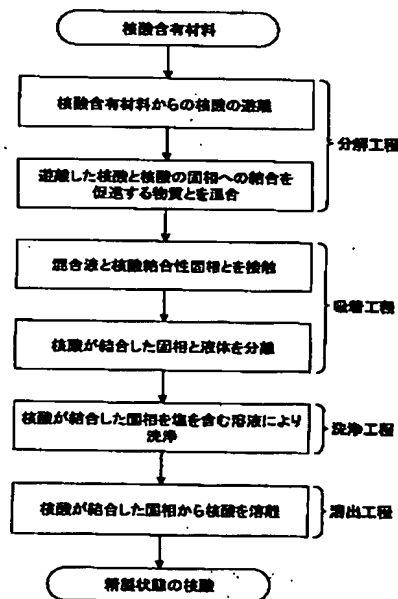 核酸含有材料
核酸含有材料からの核酸の遊離
遊離した核酸と核酸の固相への結合を
促進する物質とを混合
分解工程
混合液と核酸結合性固相とを接触
核酸が結合した固相と液体を分離
吸着工程
核酸が結合した固相を塩を含む溶液により
洗浄
洗浄工程
核酸が結合した固相から核酸を溶離
溶出工程
精製状態の核酸